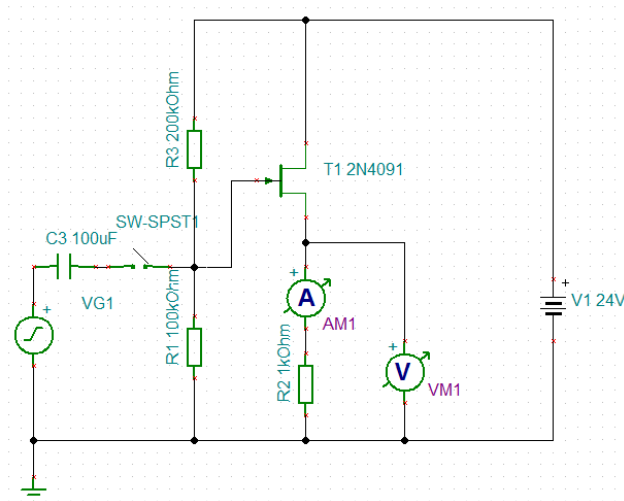 R3 200kOhm
T1 2N4091
SW-SPST1
C3 100uF
VG1
+
R1 100kOhm
+
A
AM1
R2 1kOhm
+
V
VM1
+
V1 24V